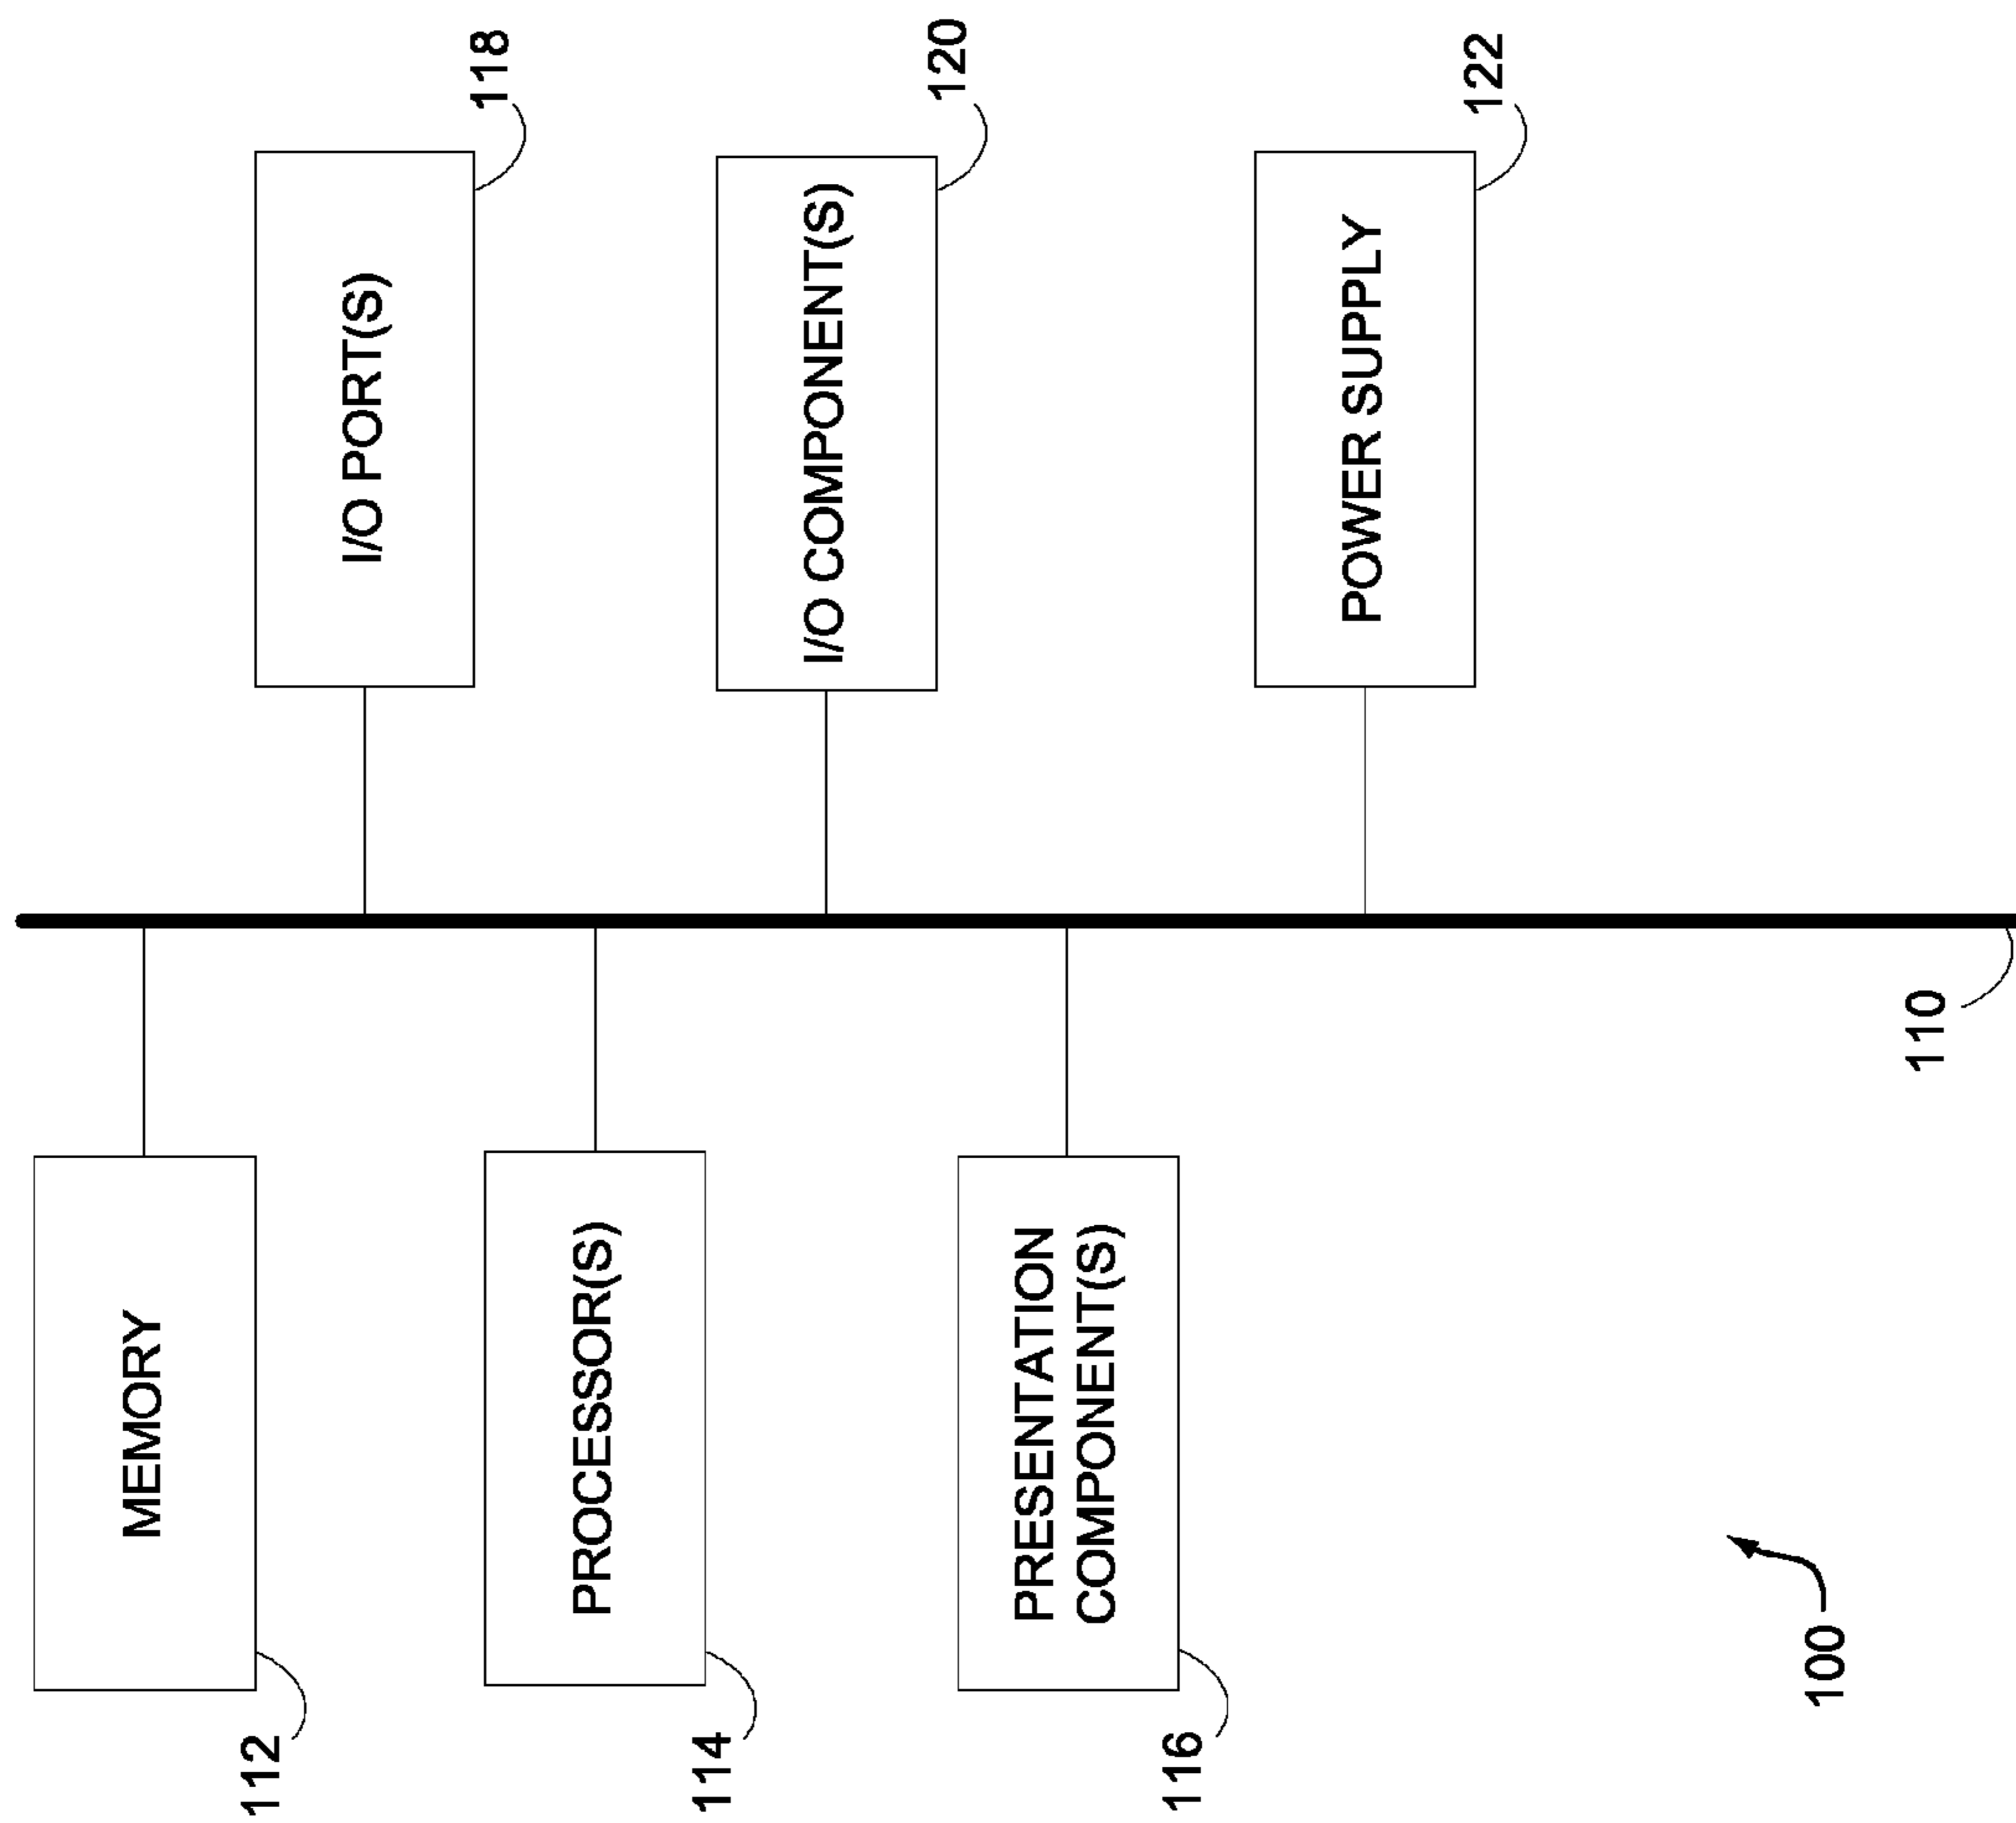 MEMORY
112
PROCESSOR(S)
114
PRESENTATION
COMPONENT(S)
116
I/O PORT(S)
118
I/O COMPONENT(S)
120
POWER SUPPLY
122
110
100